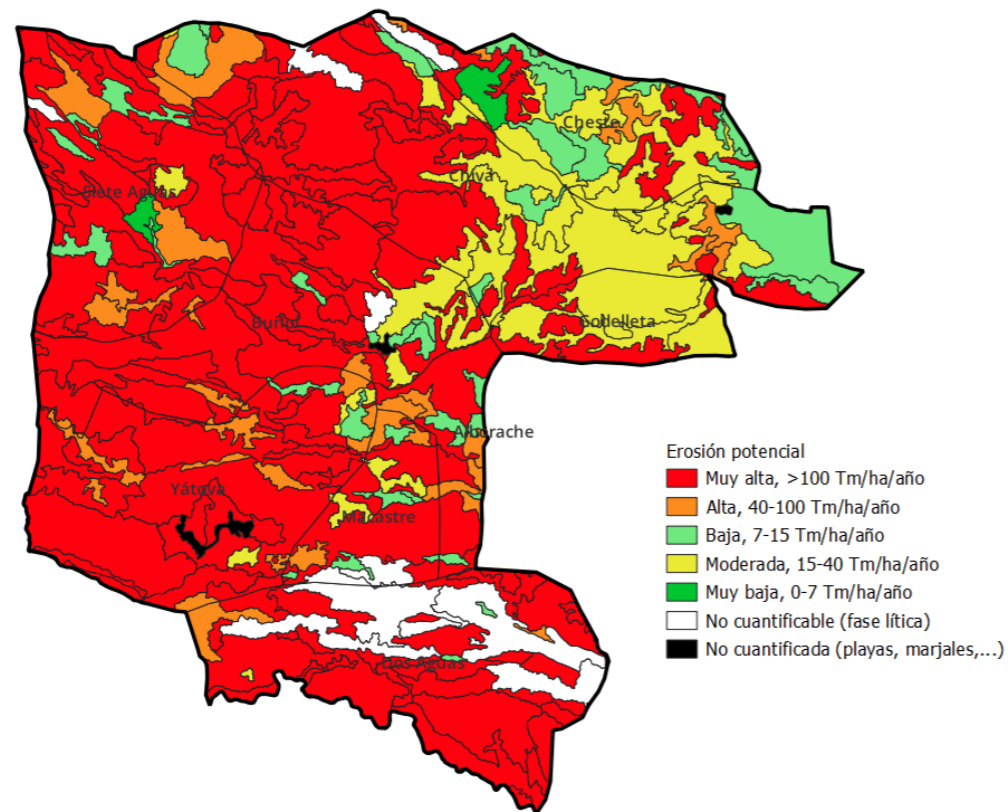 Cheste
Chiva
Siete Aguas
Buñol
Godelleta
Alborache
Yátova
Macastre
Dos Aguas
Erosión potencial
Muy alta, >100 Tm/ha/año
Alta, 40-100 Tm/ha/año
Baja, 7-15 Tm/ha/año
Moderada, 15-40 Tm/ha/año
Muy baja, 0-7 Tm/ha/año
No cuantificable (fase lítica)
No cuantificada (playas, marjales,...)